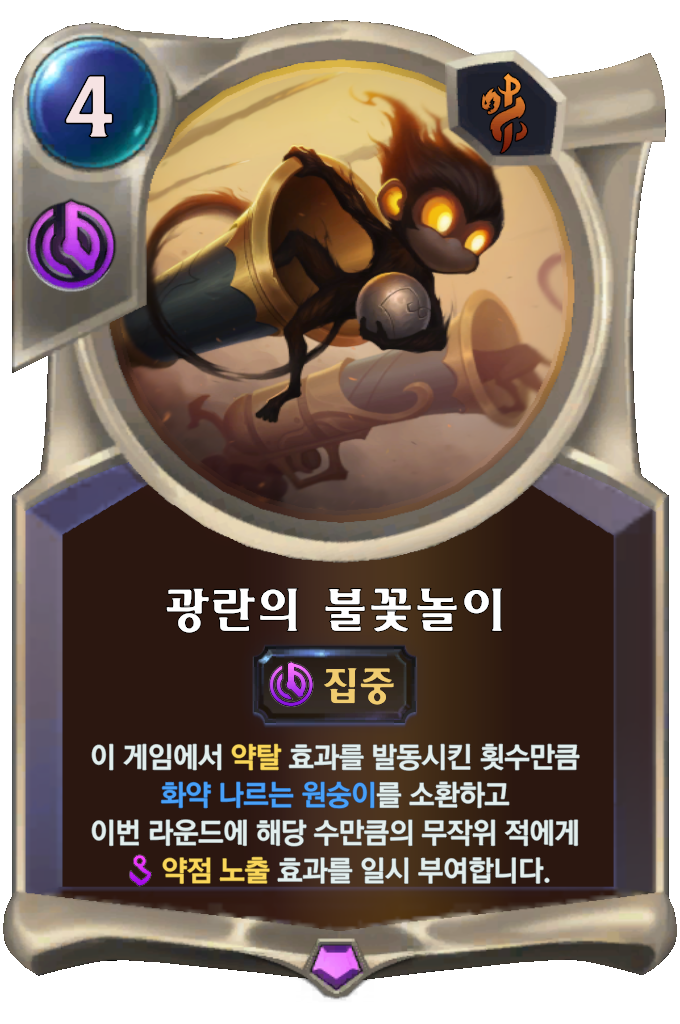 4
광란의 불꽃놀이
집중
이 게임에서 약탈 효과를 발동시킨 횟수만큼
화약 나르는 원숭이를 소환하고
이번 라운드에 해당 수만큼의 무작위 적에게
약점 노출 효과를 일시 부여합니다.